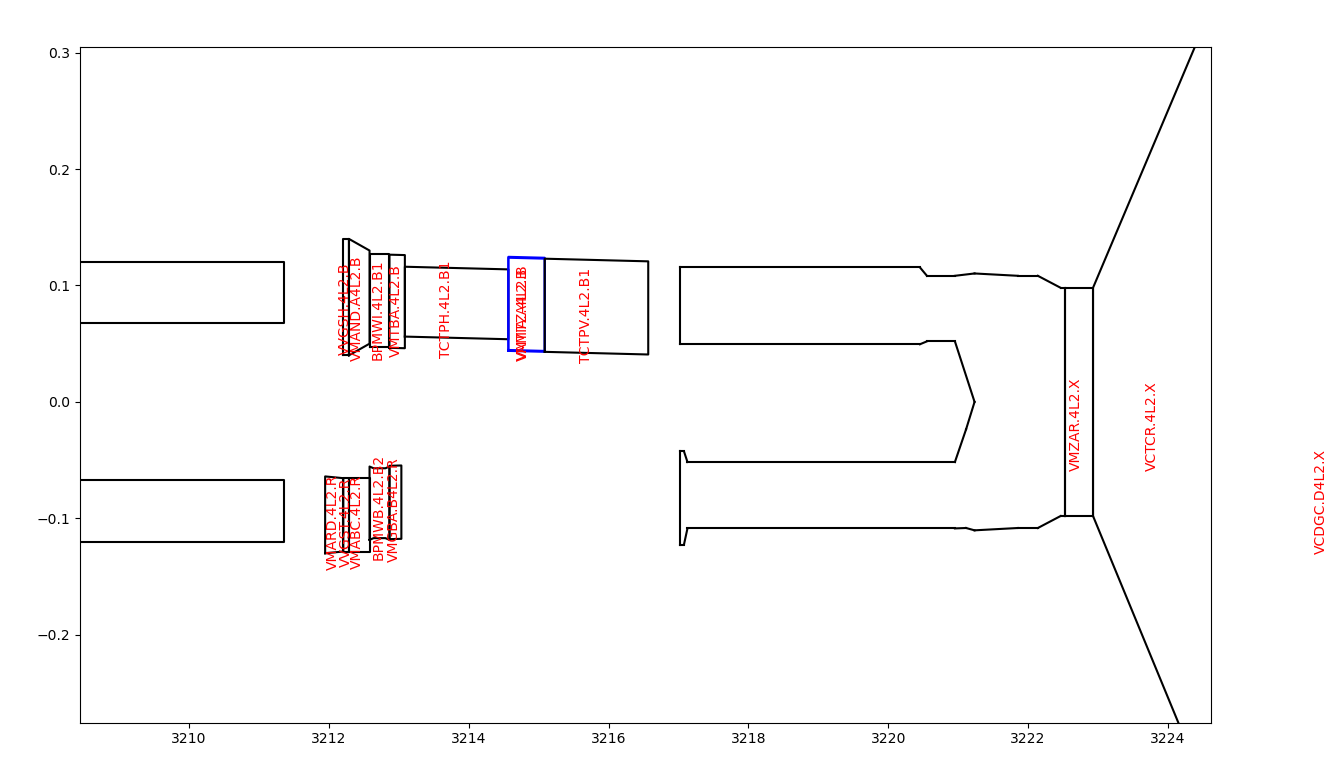 0.3
0.2
0.1
0.0
−0.1
−0.2
3210
3212
3214
3216
3218
3220
3222
3224
VMAND.A4L2.B
BPMWI.4L2.B1
VMTBA.4L2.B
TCTPH.4L2.B1
TCTPV.4L2.B1
VMARD.4L2.R
VMABC.4L2.R
BPMWB.4L2.B2
VMGBA.B4L2.R
VMZAR.4L2.X
VCTCR.4L2.X
VCDGC.D4L2.X